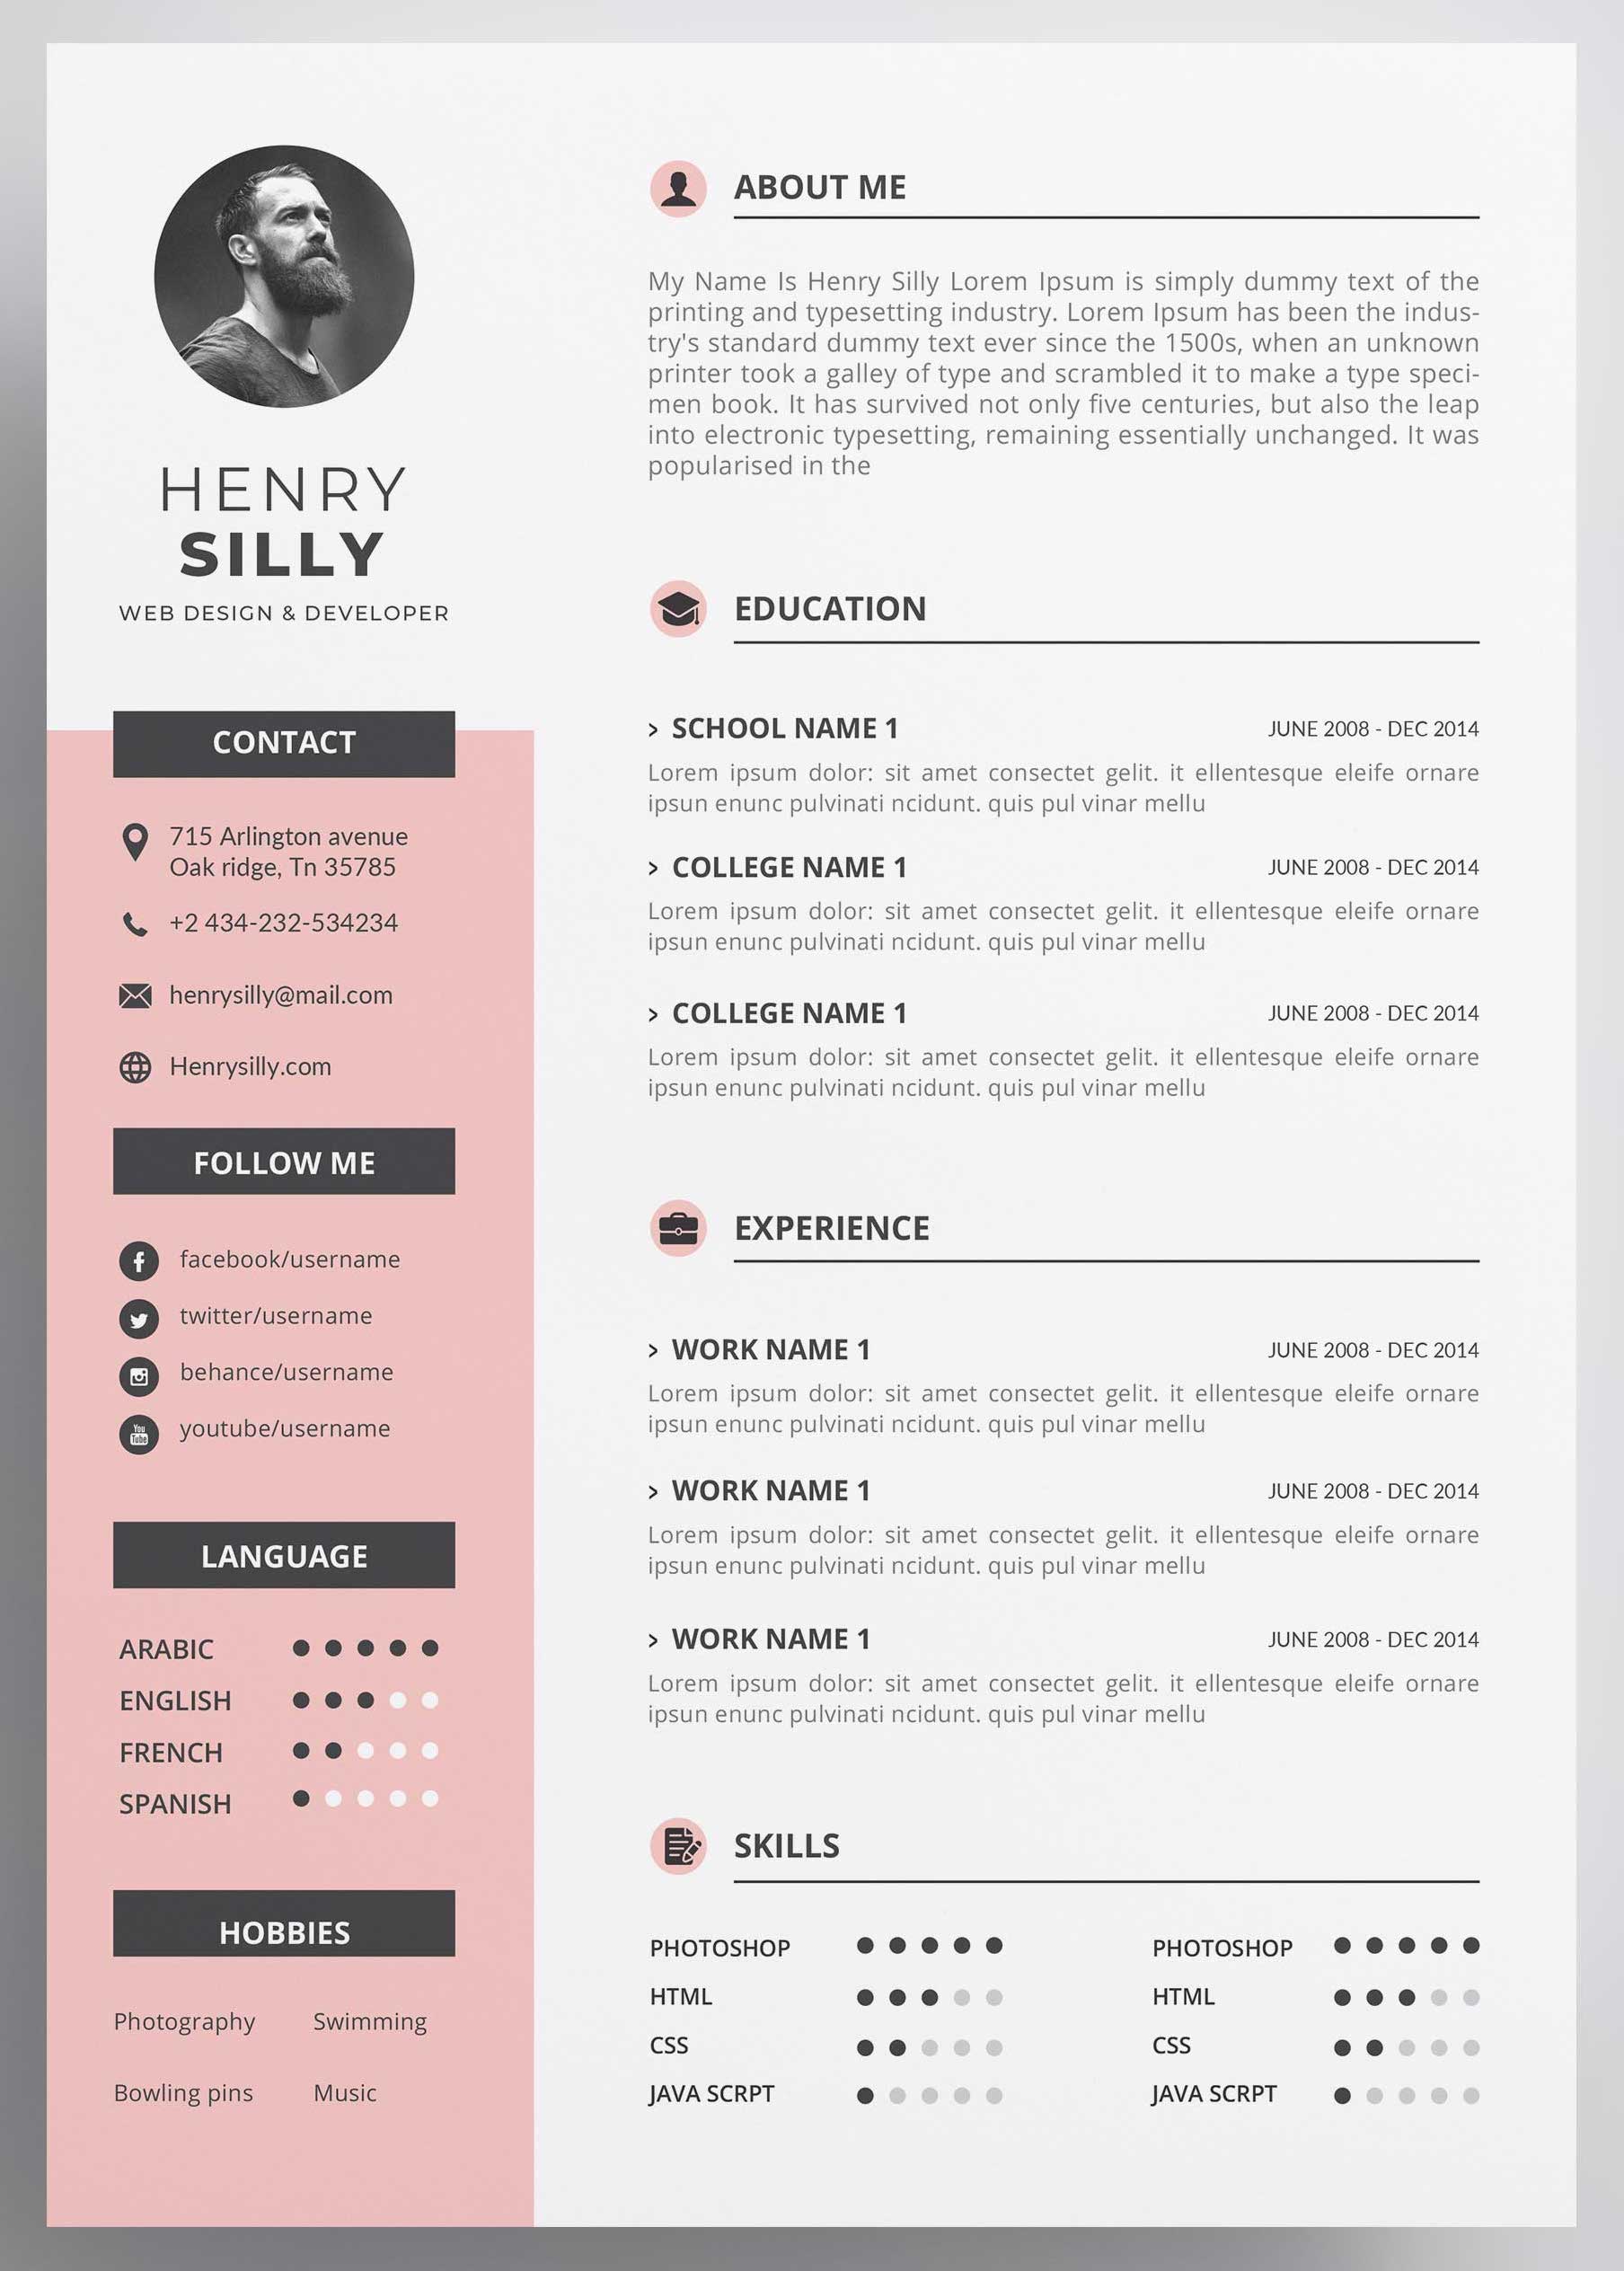 HENRY
SILLY
WEB DESIGN & DEVELOPER
CONTACT
715 Arlington avenue
Oak ridge, Tn 35785
+2 434-232-534234
henrysilly@mail.com
Henrysilly.com
FOLLOW ME
facebook/username
twitter/username
behance/username
You
Tube
youtube/username
LANGUAGE
ARABIC
ENGLISH
FRENCH
SPANISH
HOBBIES
Photography Swimming
Bowling pins Music
ABOUT ME
My Name Is Henry Silly Lorem Ipsum is simply dummy text of the
printing and typesetting industry. Lorem Ipsum has been the indus-
try's standard dummy text ever since the 1500s, when an unknown
printer took a galley of type and scrambled it to make a type speci-
men book. It has survived not only five centuries, but also the leap
into electronic typesetting, remaining essentially unchanged. It was
popularised in the
EDUCATION
> SCHOOL NAME 1 JUNE 2008 - DEC 2014
Lorem ipsum dolor: sit amet consectet gelit. it ellentesque eleife ornare
ipsun enunc pulvinati ncidunt. quis pul vinar mellu
> COLLEGE NAME 1 JUNE 2008 - DEC 2014
Lorem ipsum dolor: sit amet consectet gelit. it ellentesque eleife ornare
ipsun enunc pulvinati ncidunt. quis pul vinar mellu
> COLLEGE NAME 1 JUNE 2008 - DEC 2014
Lorem ipsum dolor: sit amet consectet gelit. it ellentesque eleife ornare
ipsun enunc pulvinati ncidunt. quis pul vinar mellu
EXPERIENCE
> WORK NAME 1 JUNE 2008 - DEC 2014
Lorem ipsum dolor: sit amet consectet gelit. it ellentesque eleife ornare
ipsun enunc pulvinati ncidunt. quis pul vinar mellu
> WORK NAME 1 JUNE 2008 - DEC 2014
Lorem ipsum dolor: sit amet consectet gelit. it ellentesque eleife ornare
ipsun enunc pulvinati ncidunt. quis pul vinar mellu
> WORK NAME 1 JUNE 2008 - DEC 2014
Lorem ipsum dolor: sit amet consectet gelit. it ellentesque eleife ornare
ipsun enunc pulvinati ncidunt. quis pul vinar mellu
SKILLS
PHOTOSHOP PHOTOSHOP
HTML HTML
CSS CSS
JAVA SCRPT JAVA SCRPT